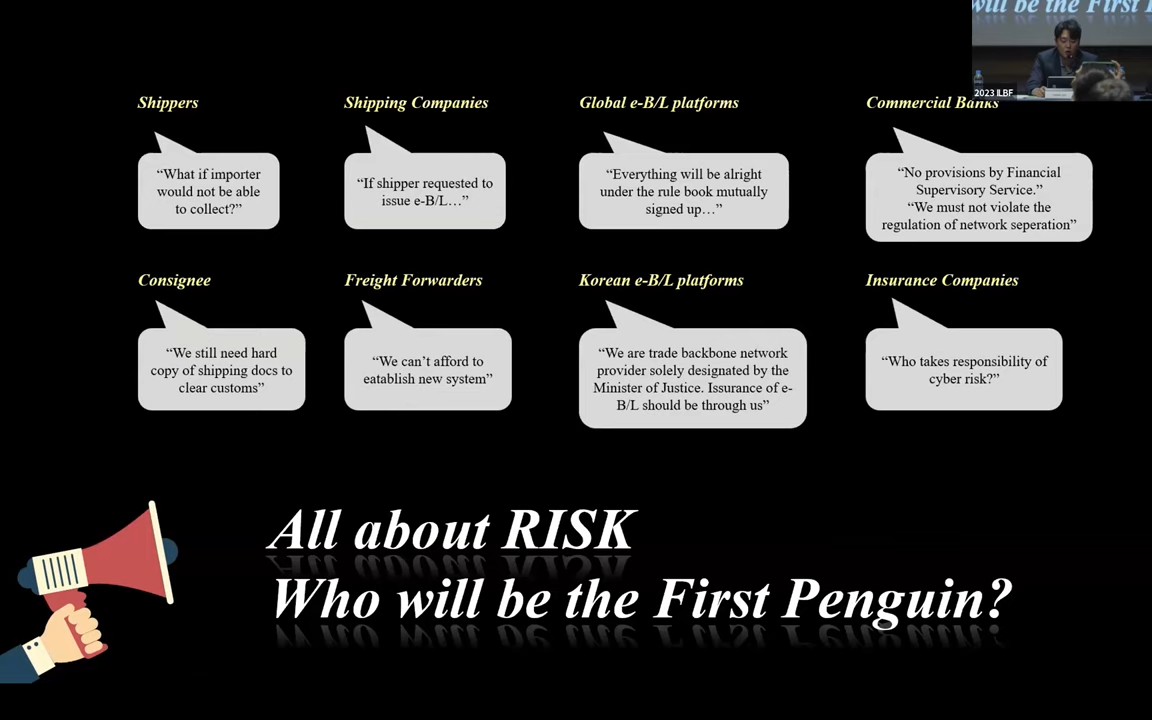 will be the First
2023 ILBF
Shippers
Shipping Companies
Global e-B/L platforms
Commercial Banks
“What if importer
would not be able
to collect?”
“If shipper requested to
issue e-B/L…”
“Everything will be alright
under the rule book mutually
signed up…”
“No provisions by Financial
Supervisory Service.”
“We must not violate the
regulation of network seperation”
Consignee
Freight Forwarders
Korean e-B/L platforms
Insurance Companies
“We still need hard
copy of shipping docs to
clear customs”
“We can’t afford to
eatablish new system”
“We are trade backbone network
provider solely designated by the
Minister of Justice. Issurance of e-
B/L should be through us”
“Who takes responsibility of
cyber risk?”
All about RISK
Who will be the First Penguin?